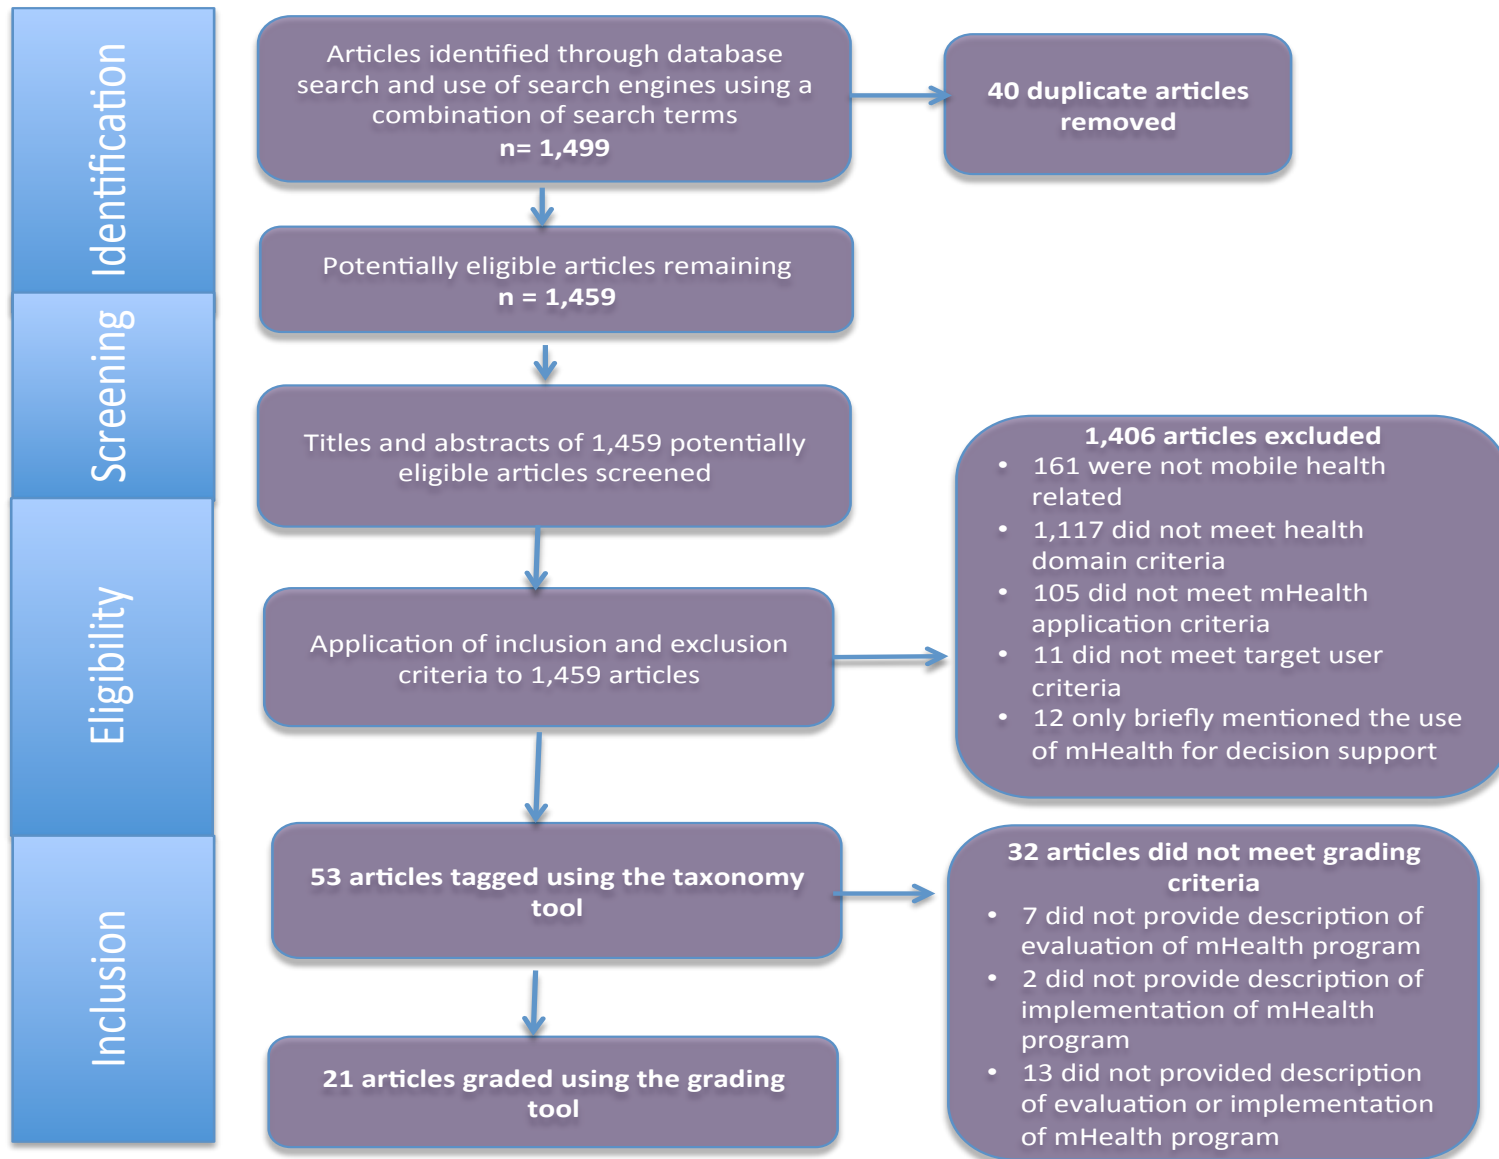 Identification
Articles identified through database
search and use of search engines using a
combination of search terms
n= 1,499
40 duplicate articles
removed
Potentially eligible articles remaining
n = 1,459
Screening
Titles and abstracts of 1,459 potentially
eligible articles screened
Eligibility
Application of inclusion and exclusion
criteria to 1,459 articles
1,406 articles excluded
• 161 were not mobile health
related
• 1,117 did not meet health
domain criteria
• 105 did not meet mHealth
application criteria
• 11 did not meet target user
criteria
• 12 only briefly mentioned the use
of mHealth for decision support
Inclusion
53 articles tagged using the taxonomy
tool
32 articles did not meet grading
criteria
• 7 did not provide description of
evaluation of mHealth program
• 2 did not provide description of
implementation of mHealth
program
• 13 did not provided description
of evaluation or implementation
of mHealth program
21 articles graded using the grading
tool